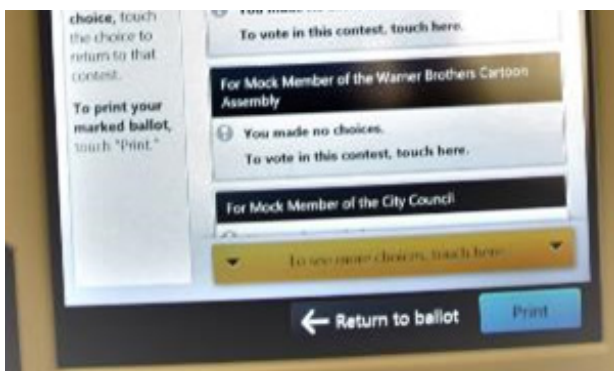 choice, touch
the choice to
return to that
contest.
To print your
marked ballot,
touch "Print."
You made no
To vote in this contest, touch here.
For Mock Member of the Warner Brothers Cartoon
Assembly
You made no choices.
To vote in this contest, touch here.
For Mock Member of the City Council
To see more choices, touch here
Return to ballot
Print